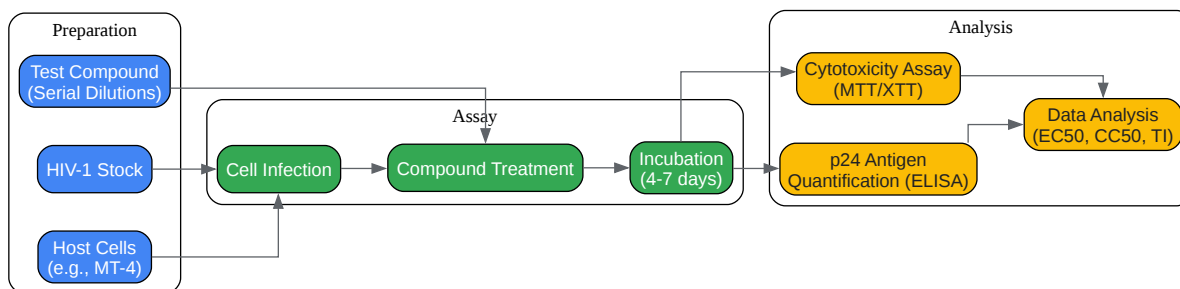 Preparation
Test Compound
(Serial Dilutions)
HIV-1 Stock
Host Cells
(e.g., MT-4)
Assay
Cell Infection
Compound Treatment
Incubation
(4-7 days)
Analysis
Cytotoxicity Assay
(MTT/XTT)
p24 Antigen
Quantification (ELISA)
Data Analysis
(EC50, CC50, TI)